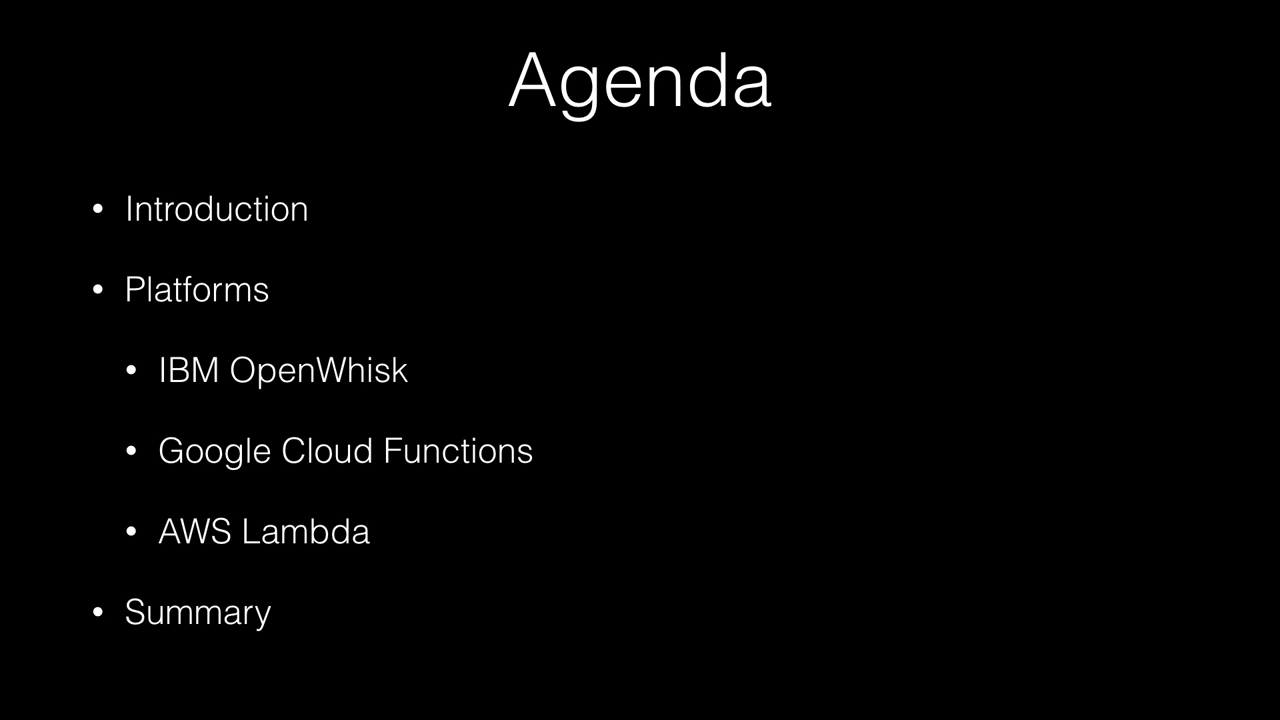 Agenda
• Introduction
• Platforms
• IBM OpenWhisk
• Google Cloud Functions
• AWS Lambda
• Summary